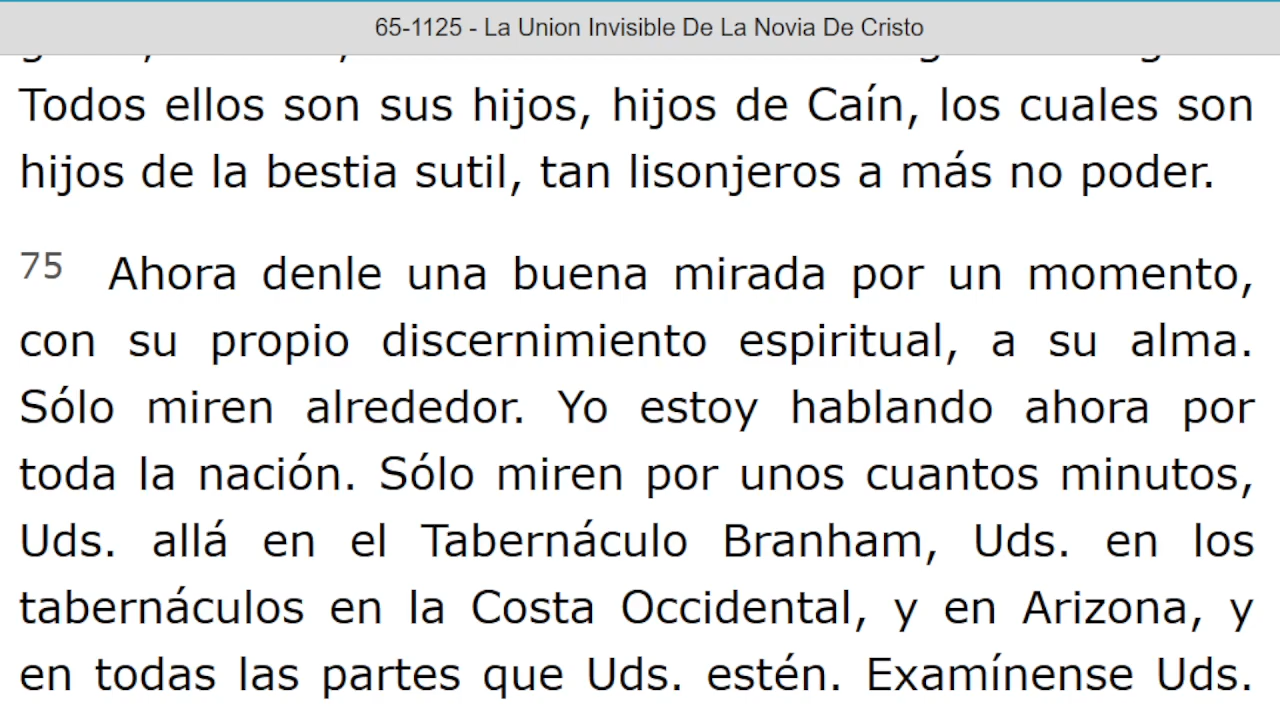 65-1125 - La Union Invisible De La Novia De Cristo
Todos ellos son sus hijos, hijos de Caín, los cuales son
hijos de la bestia sutil, tan lisonjeros a más no poder.
75 Ahora denle una buena mirada por un momento,
con su propio discernimiento espiritual, a su alma.
Sólo miren alrededor. Yo estoy hablando ahora por
toda la nación. Sólo miren por unos cuantos minutos,
Uds. allá en el Tabernáculo Branham, Uds. en los
tabernáculos en la Costa Occidental, y en Arizona, y
en todas las partes que Uds. estén. Examínense Uds.